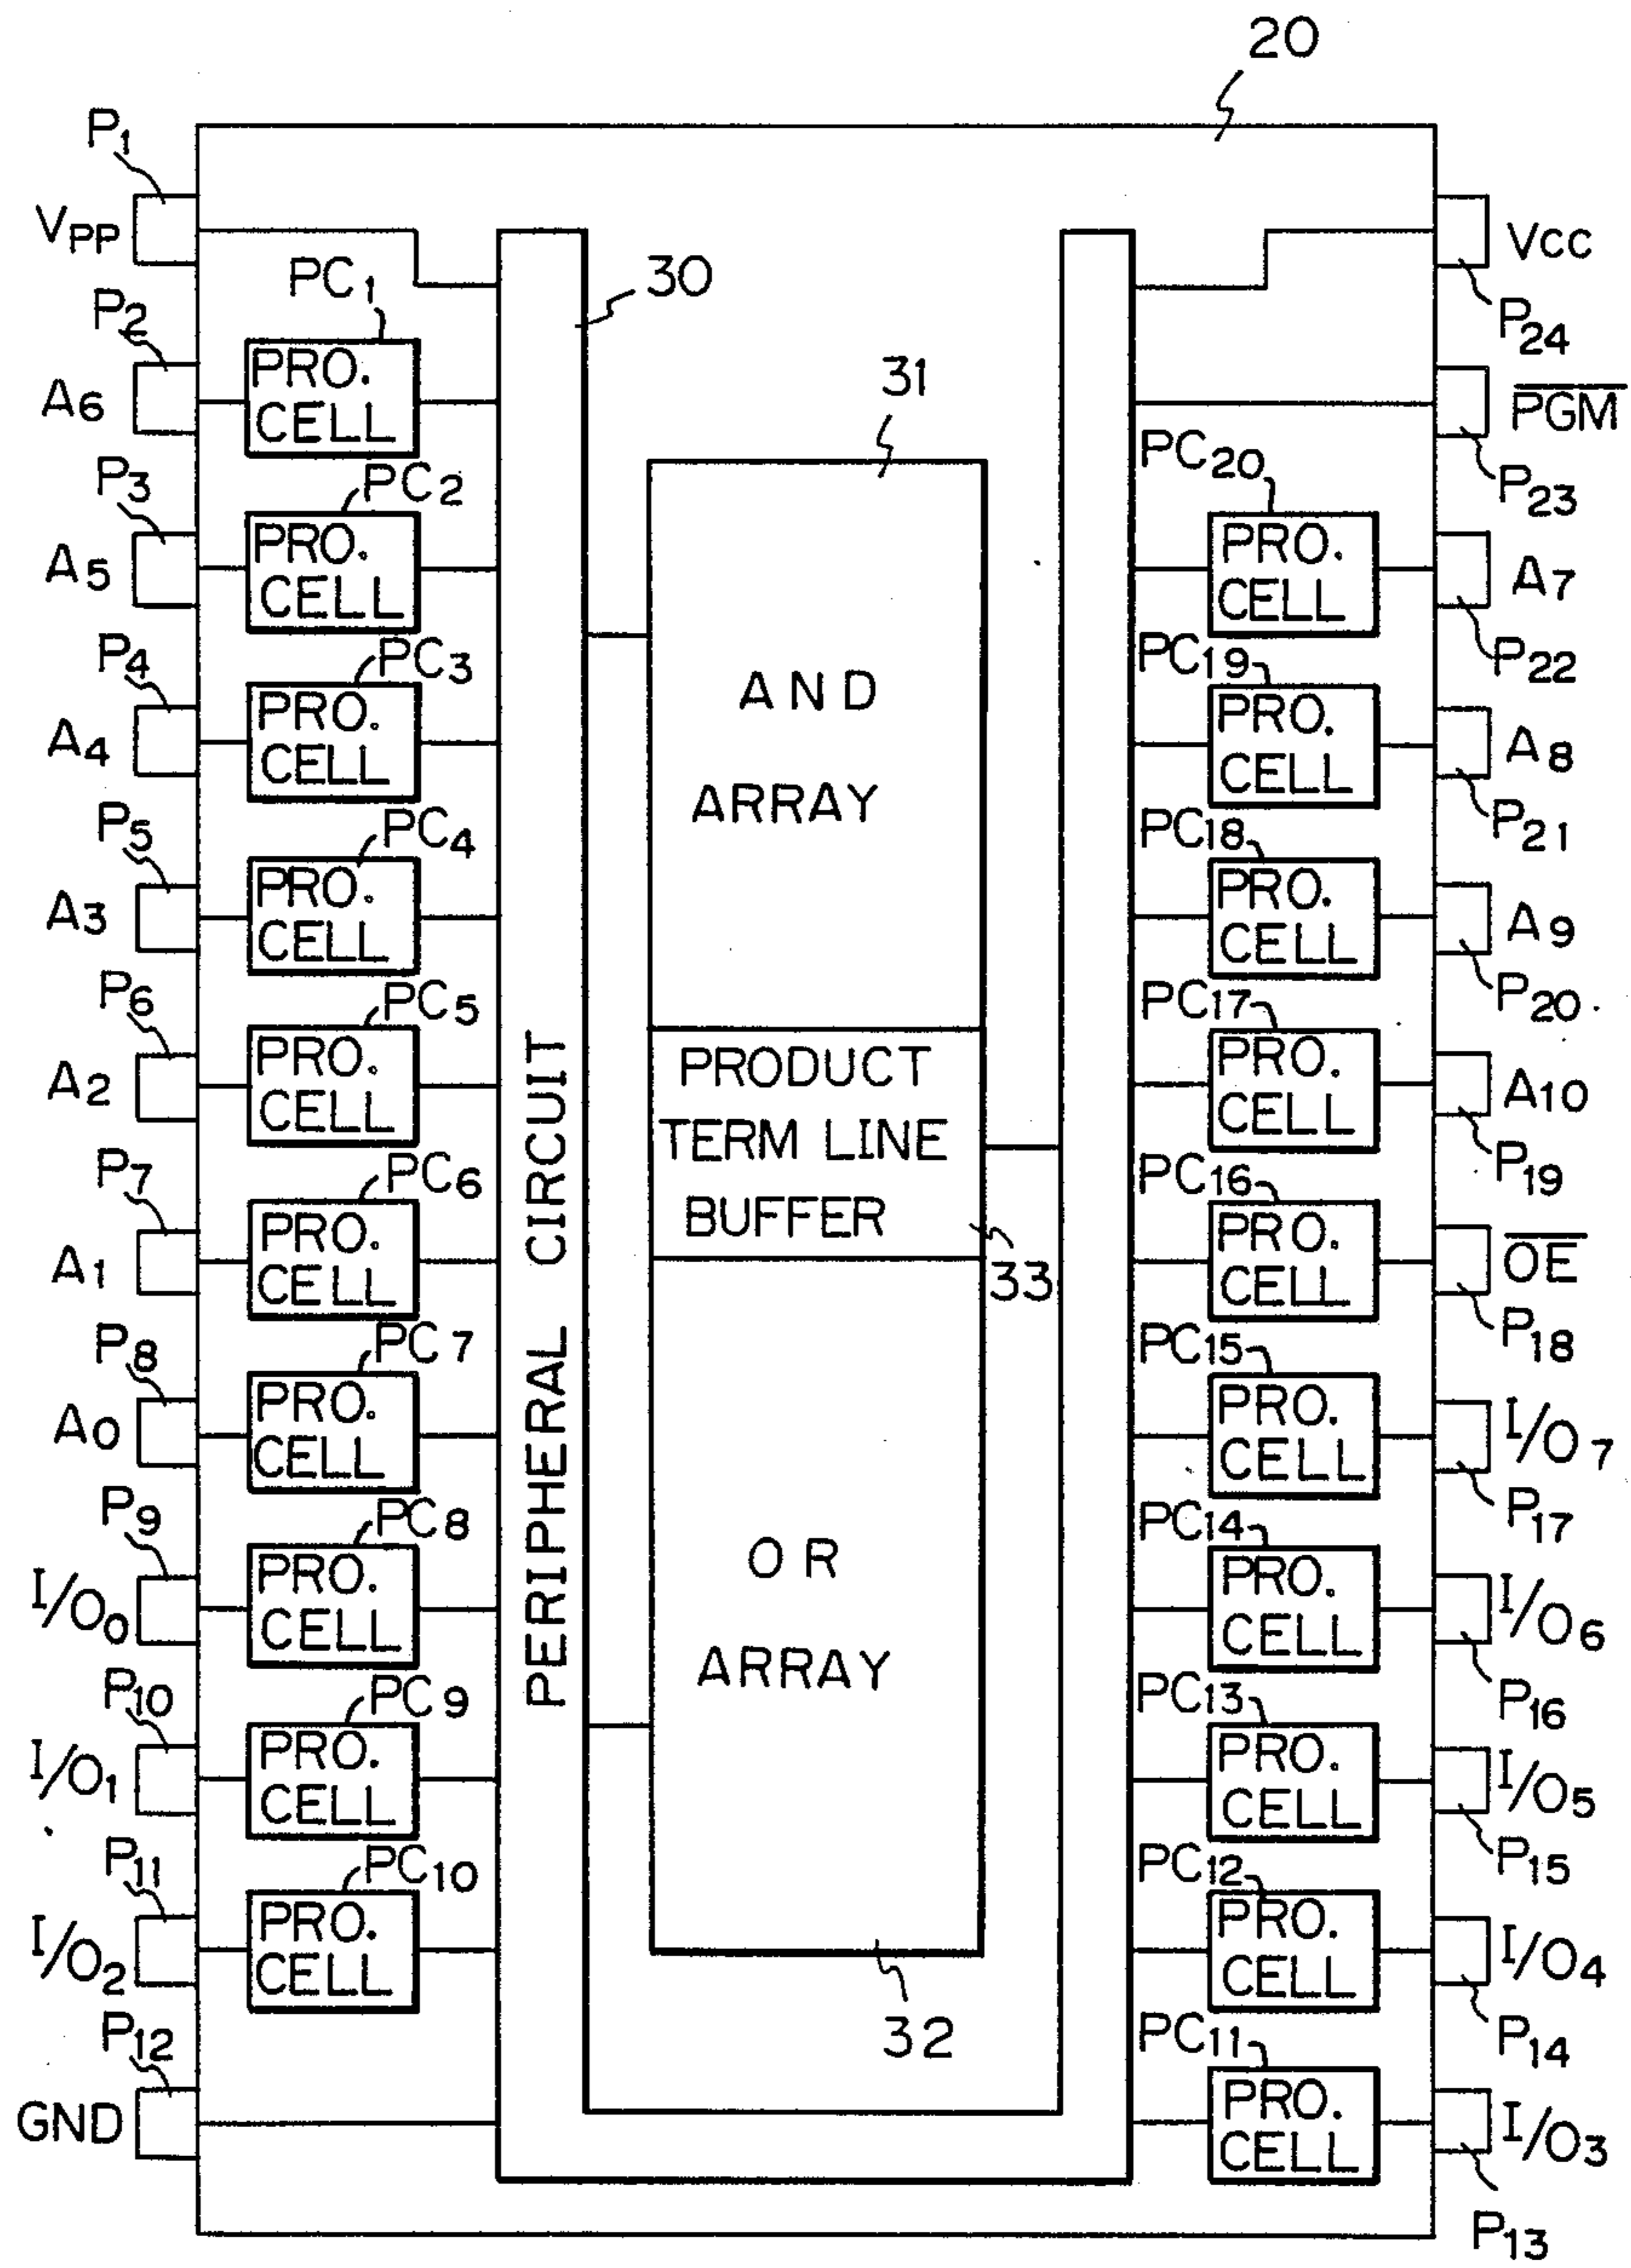 20
P1
VPP
P2
A6
P3
A5
P4
A4
P5
A3
P6
A2
P7
A1
P8
A0
P9
I/O0
P10
I/O1
P11
I/O2
P12
GND
PC1
PRO.
CELL
PC2
PRO.
CELL
PC3
PRO.
CELL
PC4
PRO.
CELL
PC5
PRO.
CELL
PC6
PRO.
CELL
PC7
PRO.
CELL
PC8
PRO.
CELL
PC9
PRO.
CELL
PC10
PRO.
CELL
30
PERIPHERAL CIRCUIT
31
AND
ARRAY
PRODUCT
TERM LINE
BUFFER
33
OR
ARRAY
32
PC20
PRO.
CELL
PC19
PRO.
CELL
PC18
PRO.
CELL
PC17
PRO.
CELL
PC16
PRO.
CELL
PC15
PRO.
CELL
PC14
PRO.
CELL
PC13
PRO.
CELL
PC12
PRO.
CELL
PC11
PRO.
CELL
VCC
P24
PGM
P23
A7
P22
A8
P21
A9
P20
A10
P19
OE
P18
I/O7
P17
I/O6
P16
I/O5
P15
I/O4
P14
I/O3
P13